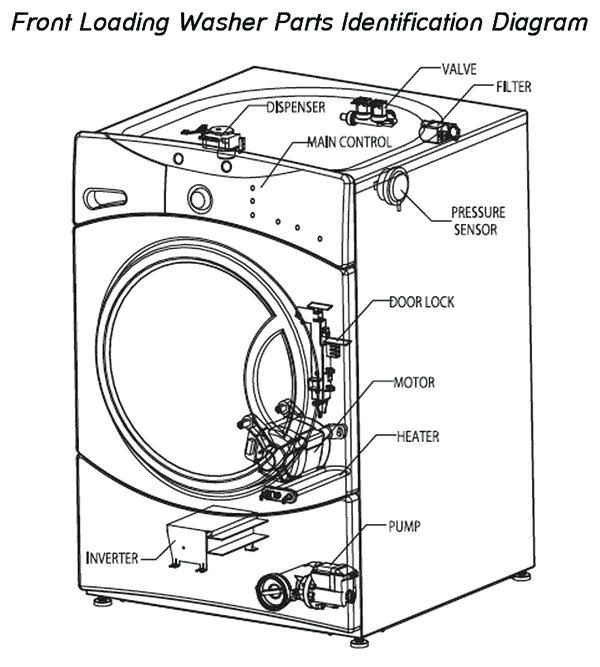 Front Loading Washer Parts Identification Diagram
VALVE
FILTER
DISPENSER
MAIN CONTROL
PRESSURE
SENSOR
DOOR LOCK
MOTOR
HEATER
PUMP
INVERTER